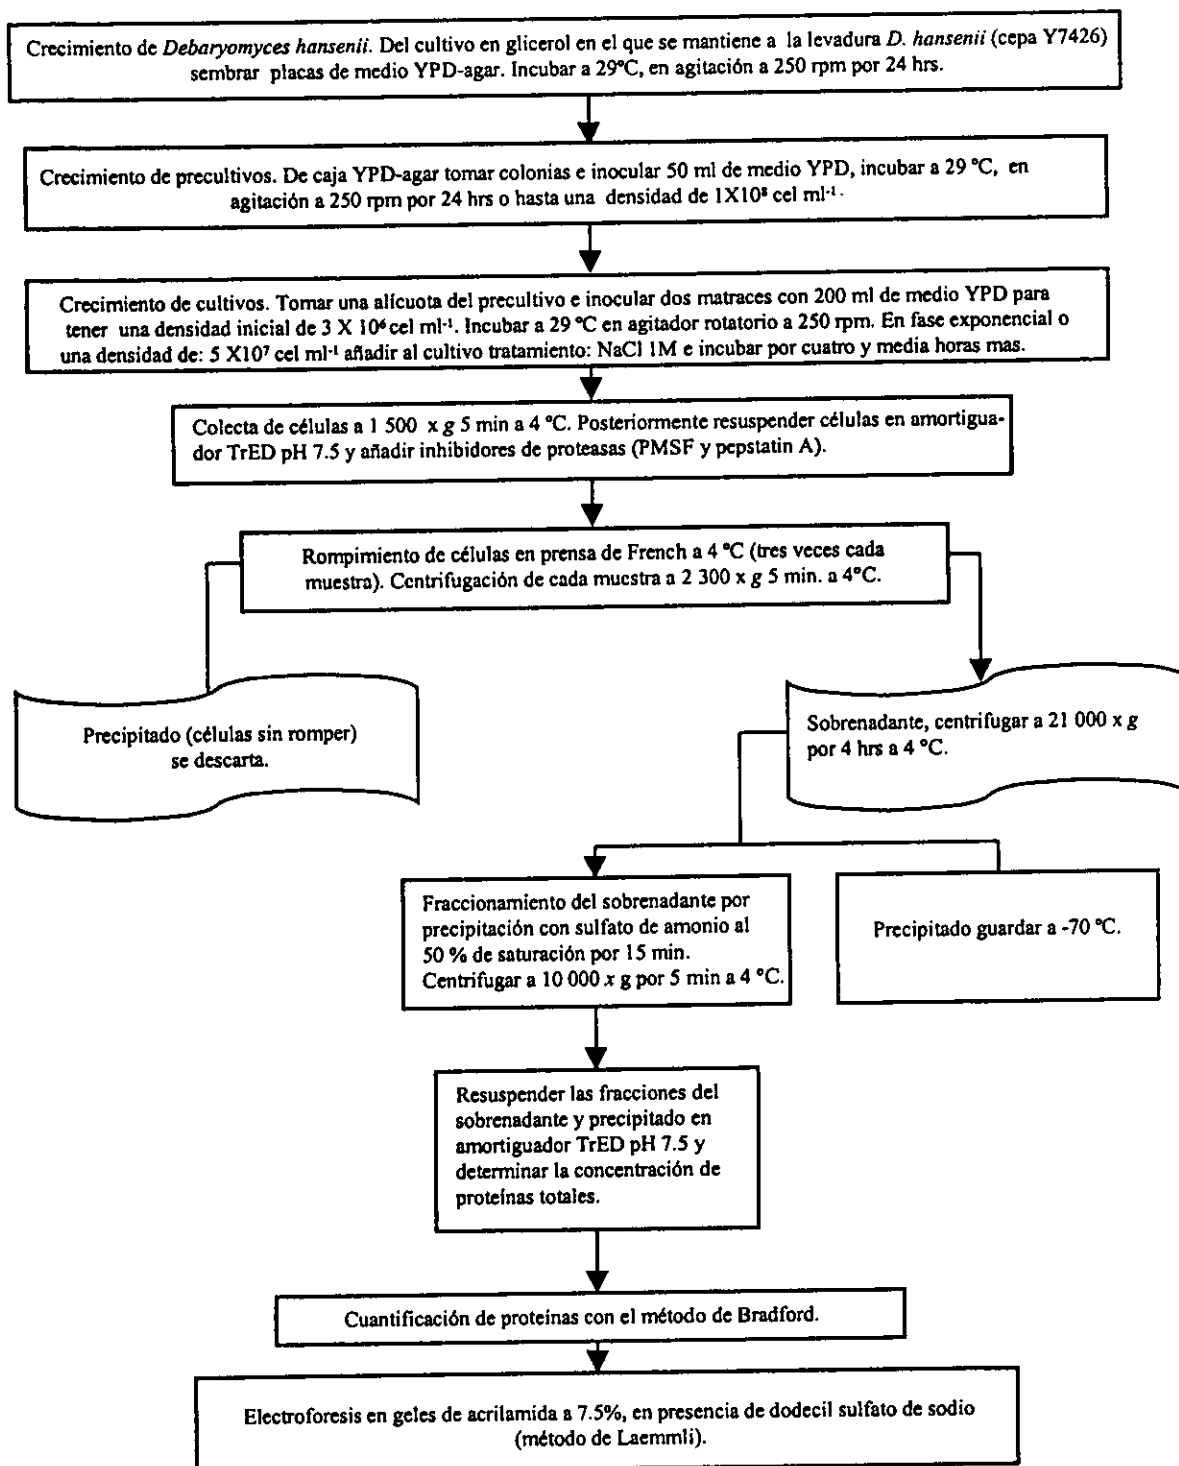 Crecimiento de Debaryomyces hansenii. Del cultivo en glicerol en el que se mantiene a la levadura D. hansenii (cepa Y7426)
sembrar placas de medio YPD-agar. Incubar a 29°C, en agitación a 250 rpm por 24 hrs.
Crecimiento de precultivos. De caja YPD-agar tomar colonias e inocular 50 ml de medio YPD, incubar a 29 °C, en
agitación a 250 rpm por 24 hrs o hasta una densidad de 1X10⁸ cel ml⁻¹.
Crecimiento de cultivos. Tomar una alícuota del precultivo e inocular dos matraces con 200 ml de medio YPD para
tener una densidad inicial de 3 X 10⁶ cel ml⁻¹. Incubar a 29 °C en agitador rotatorio a 250 rpm. En fase exponencial o
una densidad de: 5 X10⁷ cel ml⁻¹ añadir al cultivo tratamiento: NaCl 1M e incubar por cuatro y media horas mas.
Colecta de células a 1 500 x g 5 min a 4 °C. Posteriormente resuspender células en amortigua-
dor TrED pH 7.5 y añadir inhibidores de proteasas (PMSF y pepstatin A).
Rompimiento de células en prensa de French a 4 °C (tres veces cada
muestra). Centrifugación de cada muestra a 2 300 x g 5 min. a 4°C.
Precipitado (células sin romper)
se descarta.
Sobrenadante, centrifugar a 21 000 x g
por 4 hrs a 4 °C.
Fraccionamiento del sobrenadante por
precipitación con sulfato de amonio al
50 % de saturación por 15 min.
Centrifugar a 10 000 x g por 5 min a 4 °C.
Precipitado guardar a -70 °C.
Resuspender las fracciones del
sobrenadante y precipitado en
amortiguador TrED pH 7.5 y
determinar la concentración de
proteínas totales.
Cuantificación de proteínas con el método de Bradford.
Electroforesis en geles de acrilamida a 7.5%, en presencia de dodecil sulfato de sodio
(método de Laemmli).